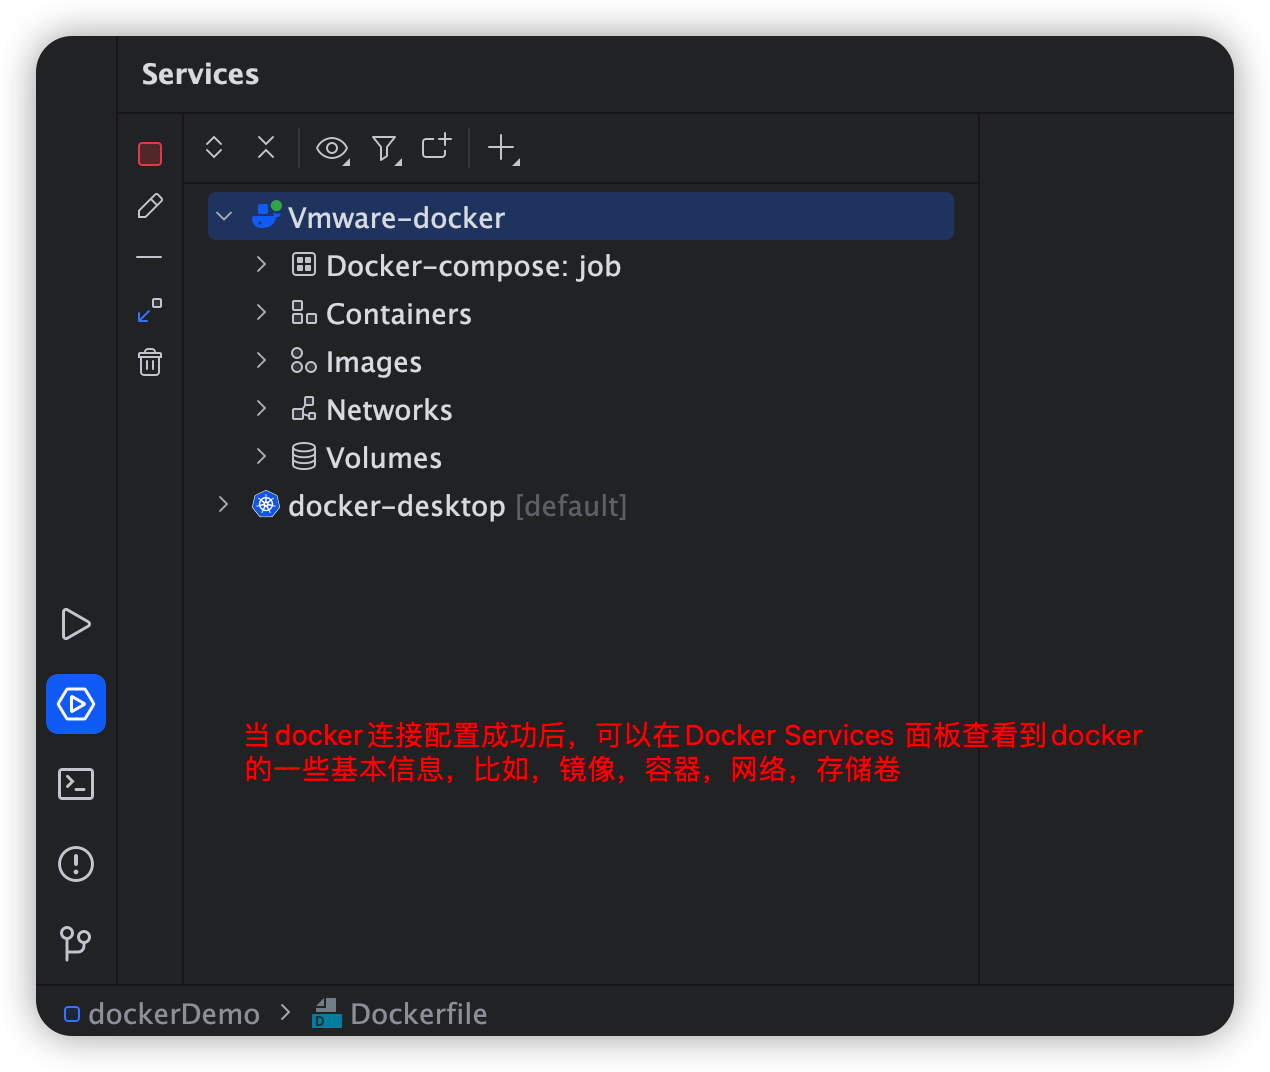 Services
Vmware-docker
Docker-compose: job
Containers
Images
Networks
Volumes
docker-desktop [default]
当docker连接配置成功后，可以在Docker Services 面板查看到docker
的一些基本信息，比如，镜像，容器，网络，存储卷
dockerDemo > Dockerfile